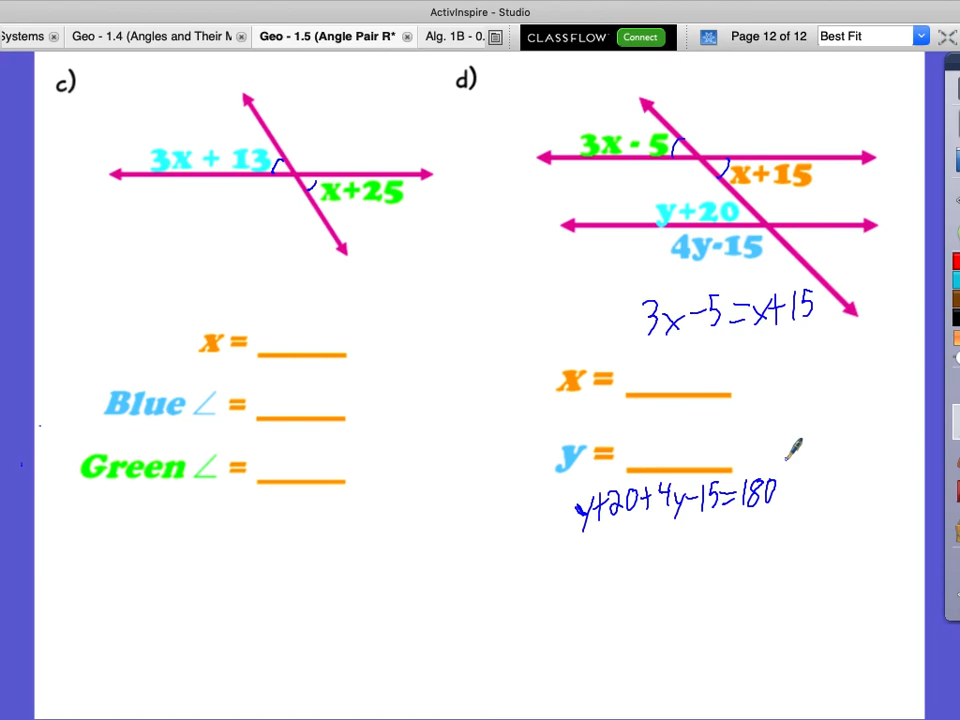 ActivInspire - Studio
Systems
Geo - 1.4 (Angles and Their M
Geo - 1.5 (Angle Pair R*
Alg. 1B - 0.
CLASSFLOW
Connect
Page 12 of 12
Best Fit
c)
3x + 13
x+25
x =
Blue ∠ =
Green ∠ =
d)
3x - 5
x+15
y+20
4y-15
3x-5=x+15
x =
y =
y+20+4y-15=180